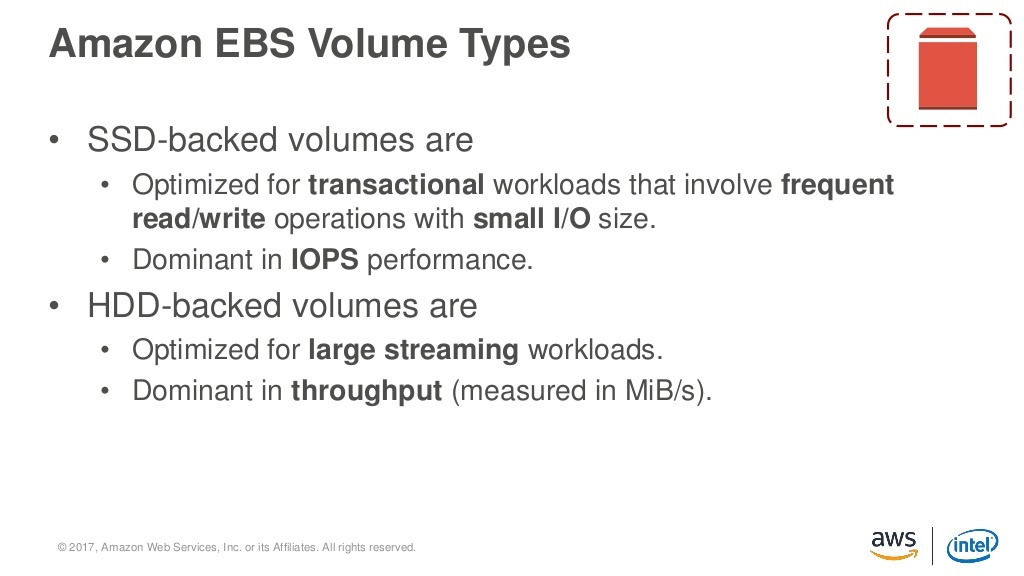 Amazon EBS Volume Types
• SSD-backed volumes are
• Optimized for transactional workloads that involve frequent
read/write operations with small I/O size.
• Dominant in IOPS performance.
• HDD-backed volumes are
• Optimized for large streaming workloads.
• Dominant in throughput (measured in MiB/s).
© 2017, Amazon Web Services, Inc. or its Affiliates. All rights reserved.
aws
intel